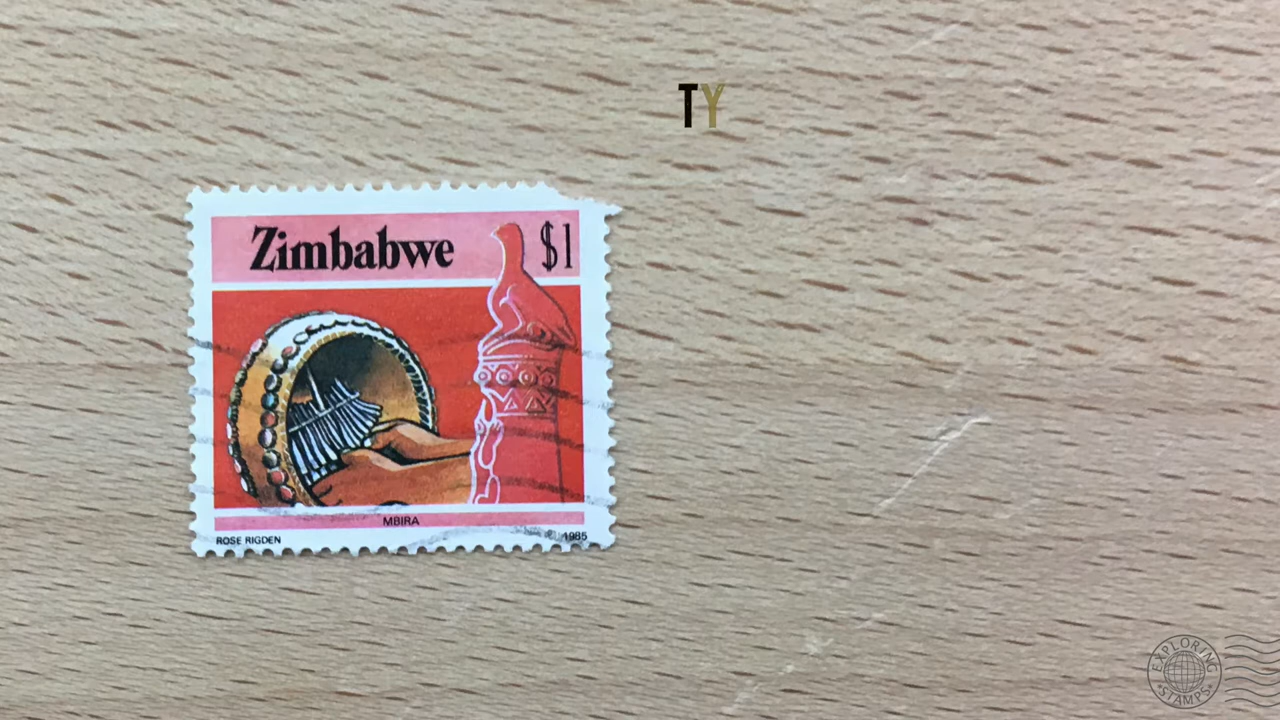 TY
Zimbabwe $1
MBIRA
ROSE RIGDEN 1985
EXPLORING
STAMPS